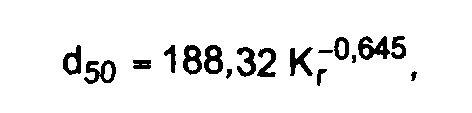 d₅₀ = 188,32 Kᵣ⁻⁰,⁶⁴⁵,